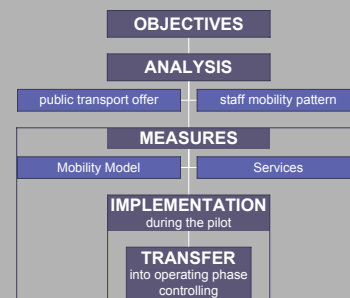 OBJECTIVES
ANALYSIS
public transport offer
staff mobility pattern
MEASURES
Mobility Model
Services
IMPLEMENTATION
during the pilot
TRANSFER
into operating phase
controlling